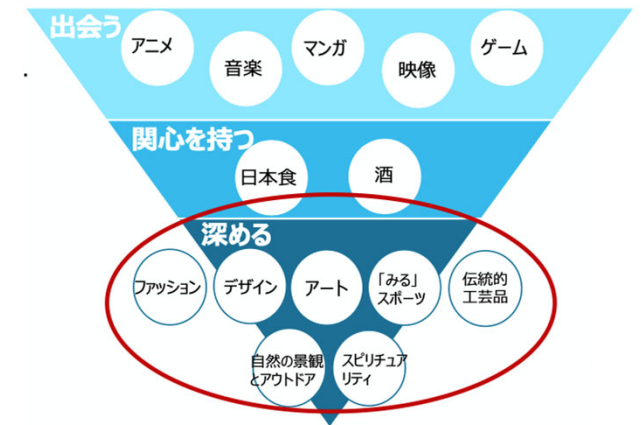 出会う
アニメ
音楽
マンガ
映像
ゲーム
関心を持つ
日本食
酒
深める
ファッション
デザイン
アート
「みる」
スポーツ
伝統的
工芸品
自然の景観
とアウトドア
スピリチュア
リティ